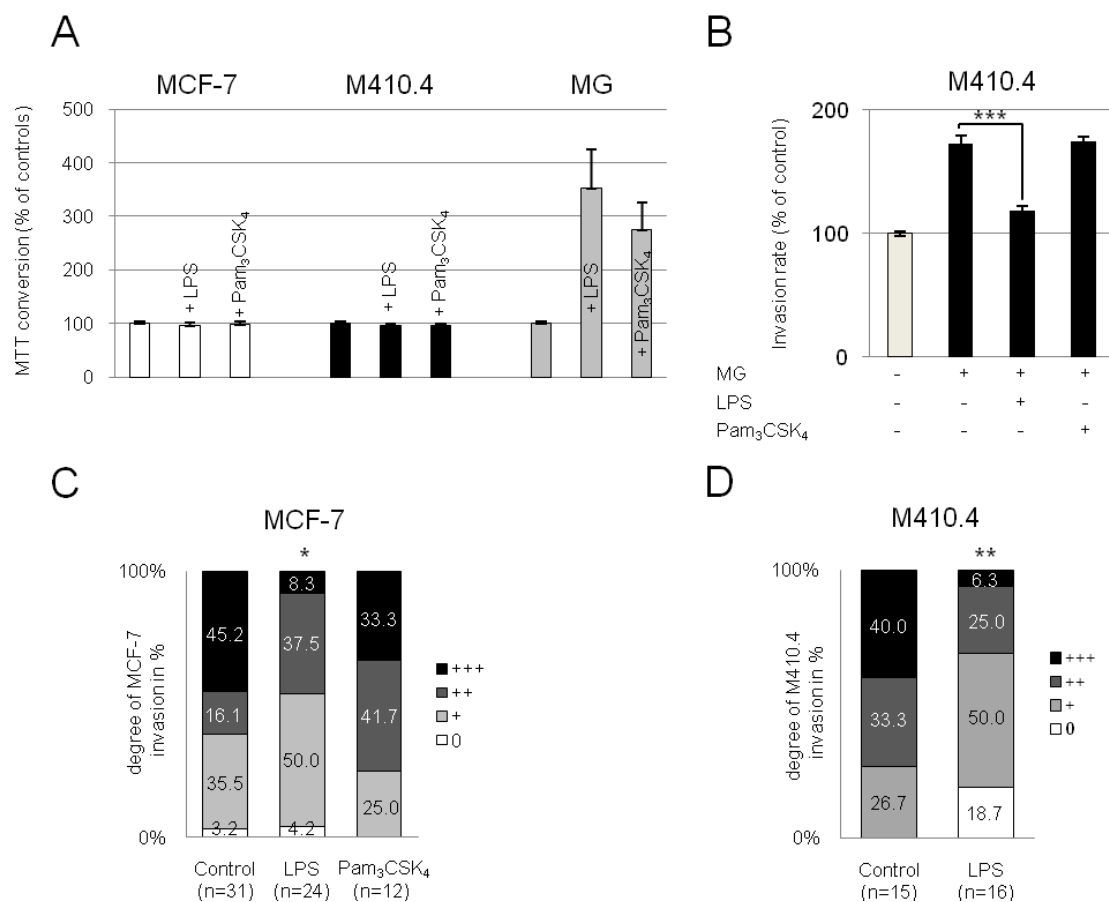 A
MCF-7 M410.4 MG
MTT conversion (% of controls)
500
400
300
200
100
0
+ LPS
+ Pam₃CSK₄
+ LPS
+ Pam₃CSK₄
+ LPS
+ Pam₃CSK₄
B
M410.4
Invasion rate (% of control)
200
100
0
***
MG - + + +
LPS - - + -
Pam₃CSK₄ - - - +
C
MCF-7
degree of MCF-7
invasion in %
100%
0%
*
45.2
16.1
35.5
3.2
8.3
37.5
50.0
4.2
33.3
41.7
25.0
+++
++
+
0
Control
(n=31)
LPS
(n=24)
Pam₃CSK₄
(n=12)
D
M410.4
degree of M410.4
invasion in %
100%
0%
**
40.0
33.3
26.7
6.3
25.0
50.0
18.7
+++
++
+
0
Control
(n=15)
LPS
(n=16)